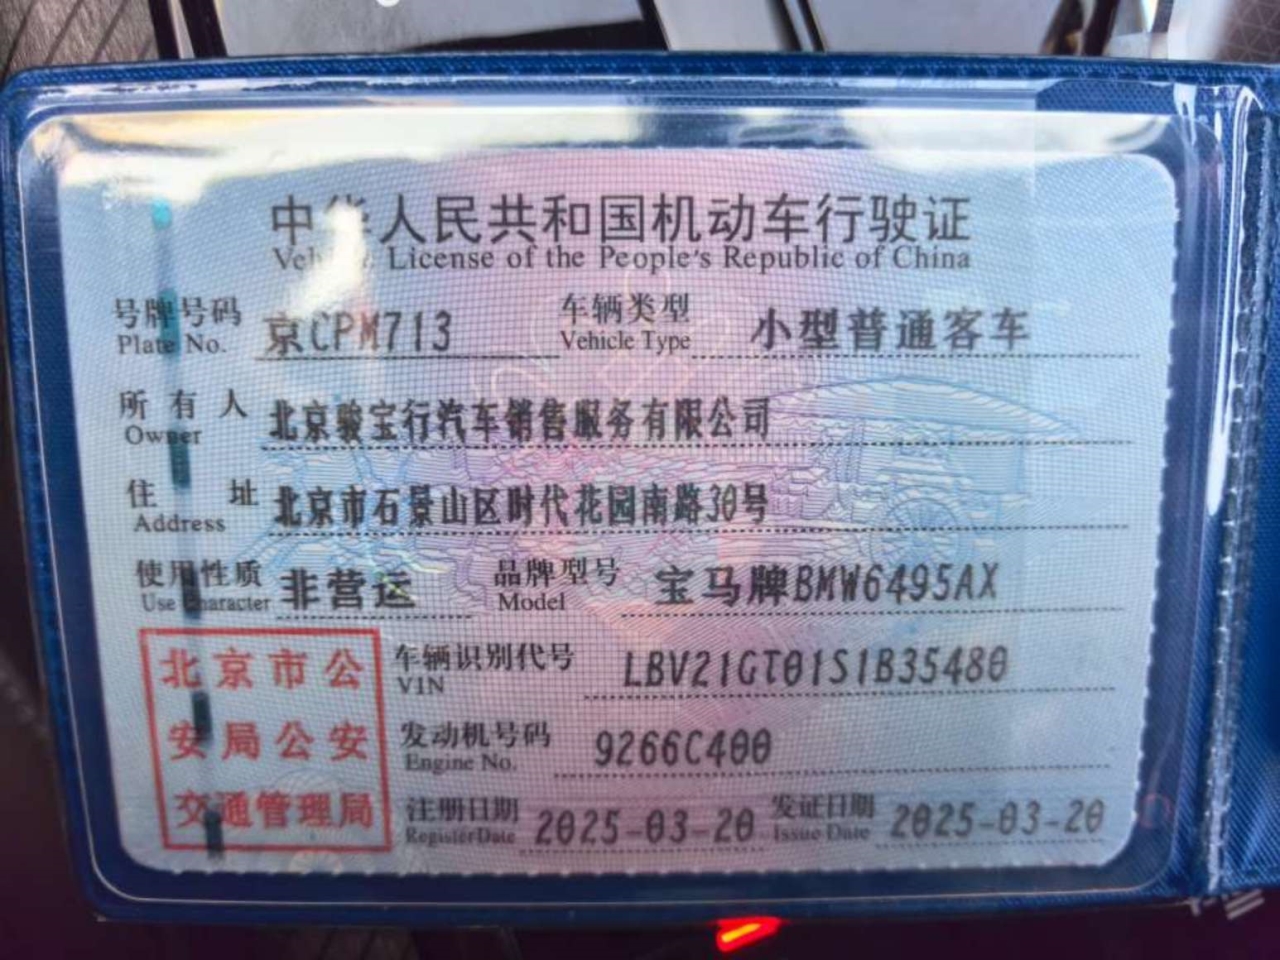 中华人民共和国机动车行驶证
Vehicle License of the People's Republic of China
号牌号码 京CPM713 车辆类型 小型普通客车
Plate No. Vehicle Type
所有人 北京骏宝行汽车销售服务有限公司
Owner
住址 北京市石景山区时代花园南路30号
Address
使用性质 非营运 品牌型号 宝马牌BMW6495AX
Use Character Model
北京市公
安局公安
交通管理局
车辆识别代号 LBV21GT01S1B35480
VIN
发动机号码 9266C400
Engine No.
注册日期 2025-03-20 发证日期 2025-03-20
Register Date Issue Date